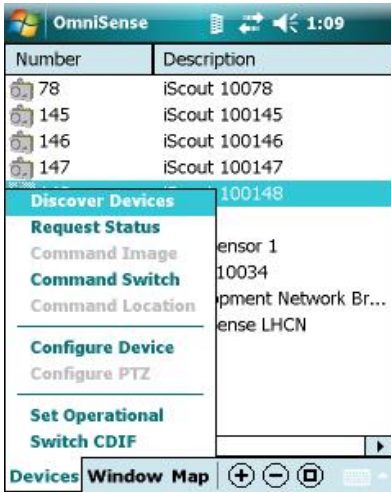 OmniSense 1:09
Number Description
78 iScout 10078
145 iScout 100145
146 iScout 100146
147 iScout 100147
100148
Discover Devices
Request Status
ensor 1
Command Image
10034
Command Switch
opment Network Br...
Command Location
ense LHCN
Configure Device
Configure PTZ
Set Operational
Switch CDIF
Devices Window Map